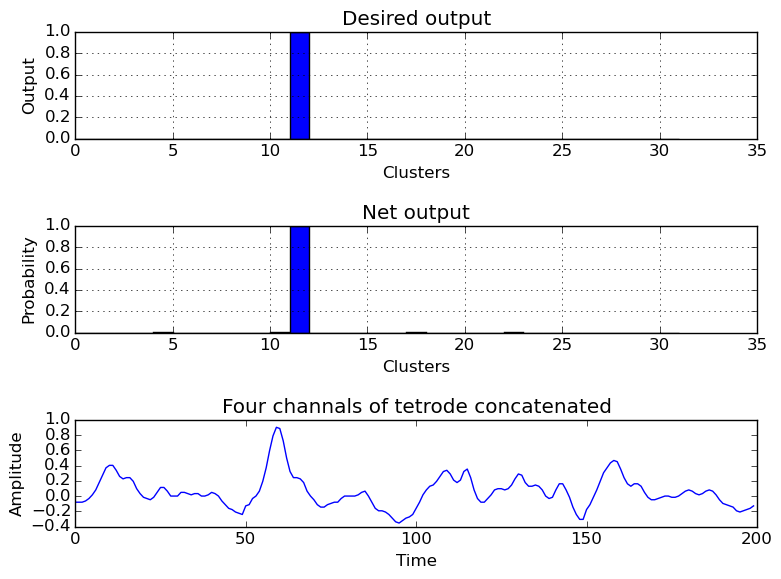 Desired output
1.0
0.8
0.6
0.4
0.2
0.0
Output
0 5 10 15 20 25 30 35
Clusters
Net output
1.0
0.8
0.6
0.4
0.2
0.0
Probability
0 5 10 15 20 25 30 35
Clusters
Four channals of tetrode concatenated
1.0
0.8
0.6
0.4
0.2
0.0
−0.2
−0.4
Amplitude
0 50 100 150 200
Time